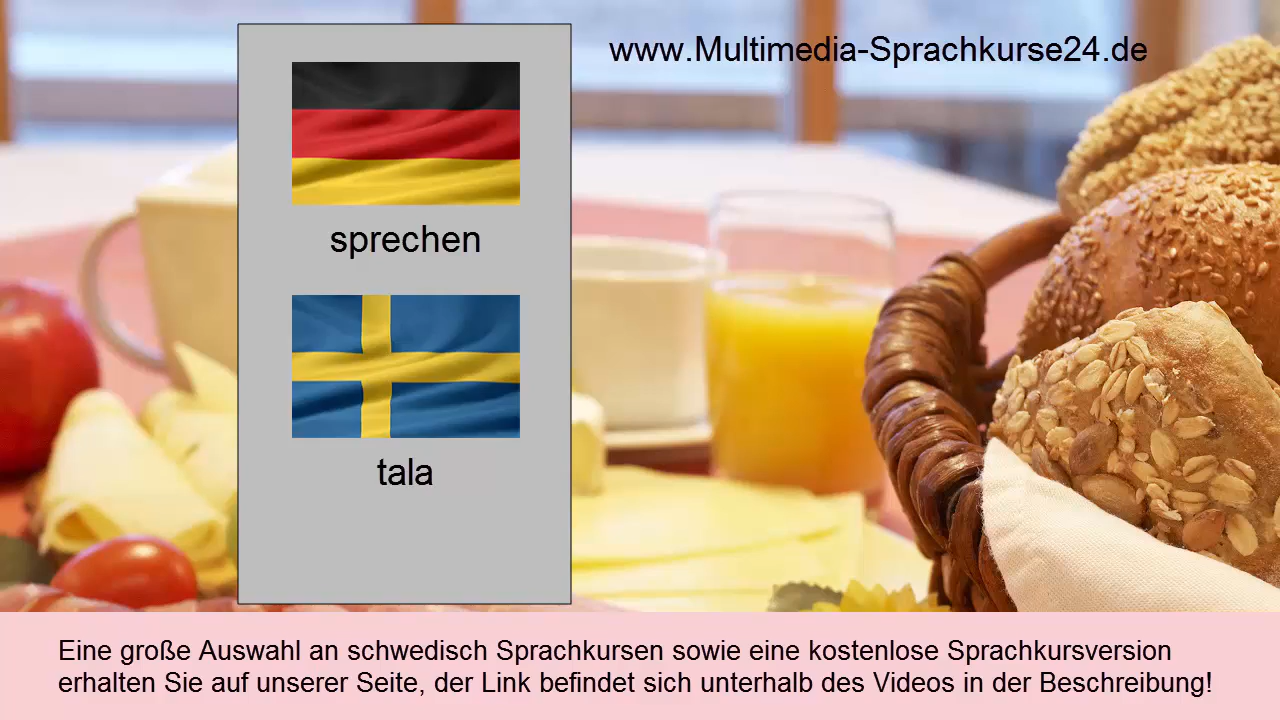 www.Multimedia-Sprachkurse24.de
sprechen
tala
Eine große Auswahl an schwedisch Sprachkursen sowie eine kostenlose Sprachkursversion
erhalten Sie auf unserer Seite, der Link befindet sich unterhalb des Videos in der Beschreibung!